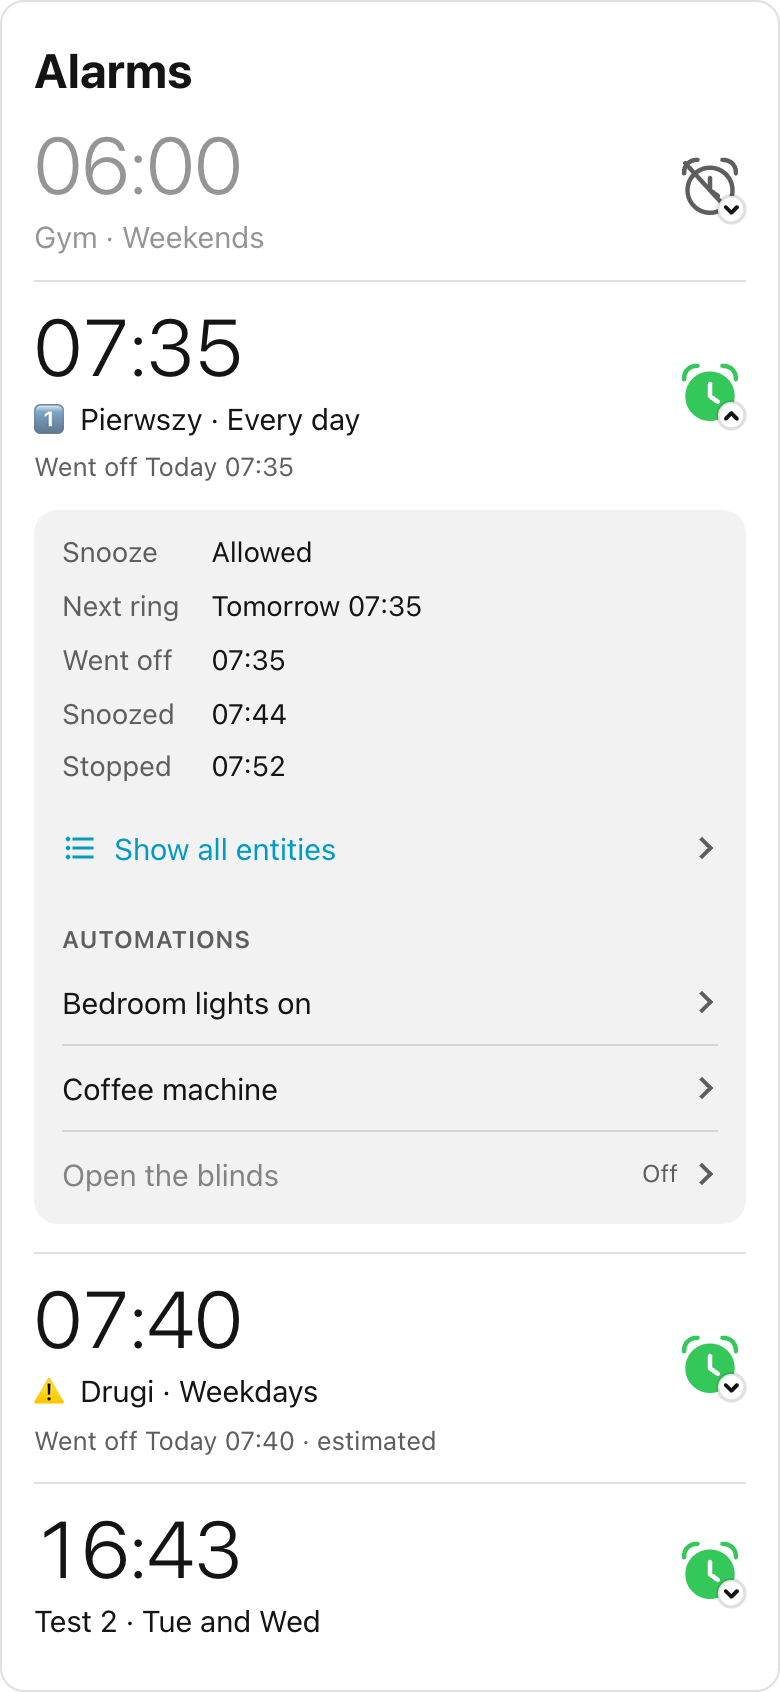 Alarms
06:00
Gym · Weekends
07:35
1️⃣ Pierwszy · Every day
Went off Today 07:35
Snooze Allowed
Next ring Tomorrow 07:35
Went off 07:35
Snoozed 07:44
Stopped 07:52
Show all entities
AUTOMATIONS
Bedroom lights on
Coffee machine
Open the blinds Off
07:40
⚠️ Drugi · Weekdays
Went off Today 07:40 · estimated
16:43
Test 2 · Tue and Wed